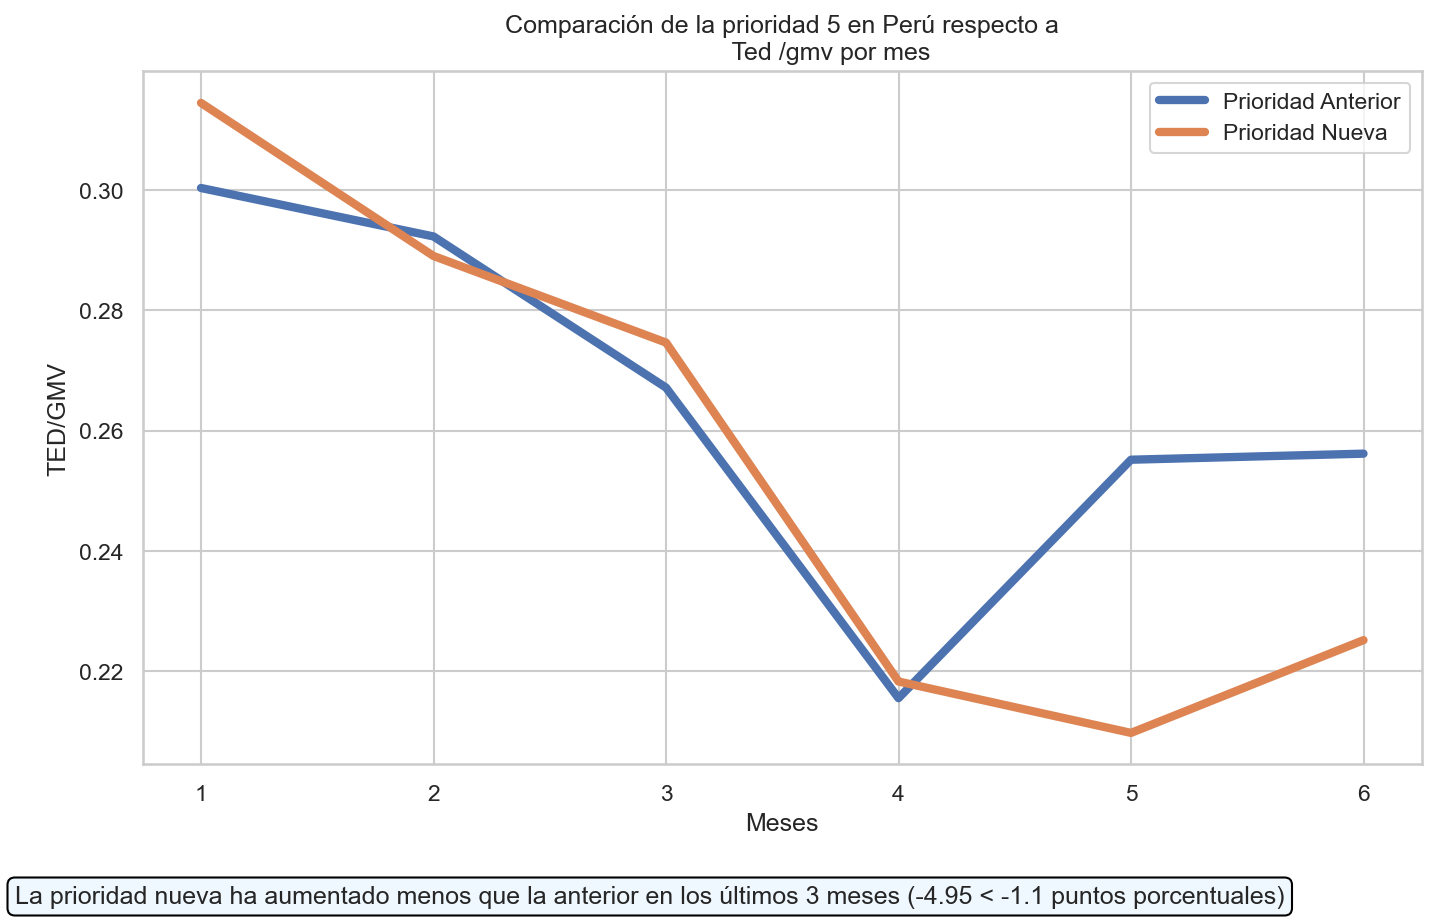 Comparación de la prioridad 5 en Perú respecto a
Ted /gmv por mes
Prioridad Anterior
Prioridad Nueva
TED/GMV
0.30
0.28
0.26
0.24
0.22
1 2 3 4 5 6
Meses
La prioridad nueva ha aumentado menos que la anterior en los últimos 3 meses (-4.95 < -1.1 puntos porcentuales)